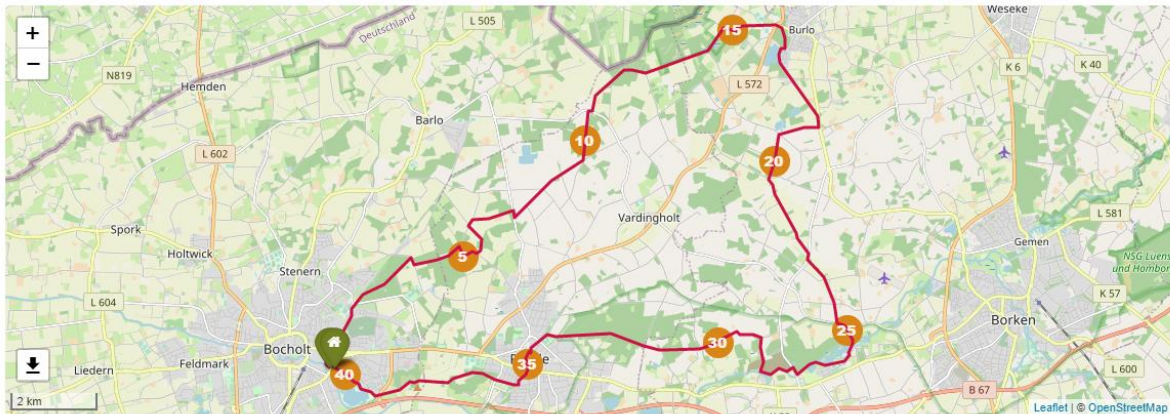 +
−
L 505
Deutschland
15
Burlo
Weseke
K 6
K 40
N819
Hemden
L 572
Barlo
10
L 602
20
Vardingholt
L 581
Spork
Gemen
Holtwick
5
Stenern
NSG Luens
und Hombor
K 57
L 604
25
30
Borken
Bocholt
Feldmark
35
40
Liedern
L 600
B 67
2 km
Leaflet | © OpenStreetMap